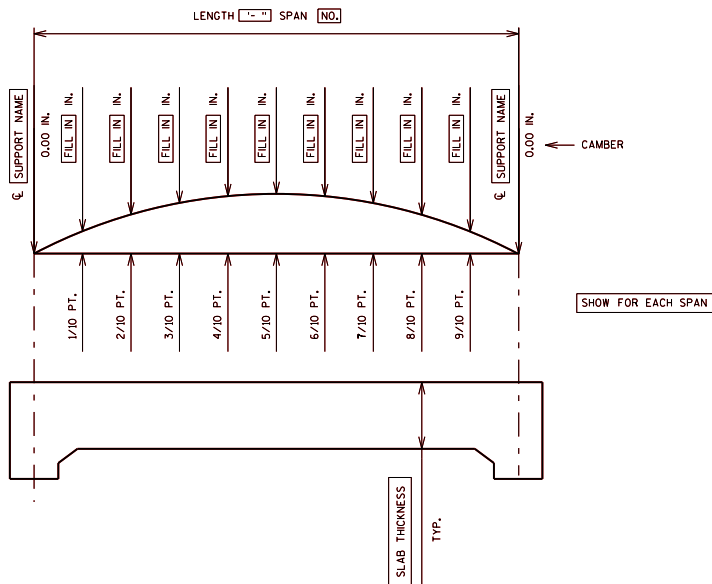 LENGTH '- " SPAN NO.
℄ SUPPORT NAME
0.00 IN.
FILL IN IN.
FILL IN IN.
FILL IN IN.
FILL IN IN.
FILL IN IN.
FILL IN IN.
FILL IN IN.
FILL IN IN.
FILL IN IN.
℄ SUPPORT NAME
0.00 IN.
CAMBER
1/10 PT.
2/10 PT.
3/10 PT.
4/10 PT.
5/10 PT.
6/10 PT.
7/10 PT.
8/10 PT.
9/10 PT.
SHOW FOR EACH SPAN
SLAB THICKNESS
TYP.